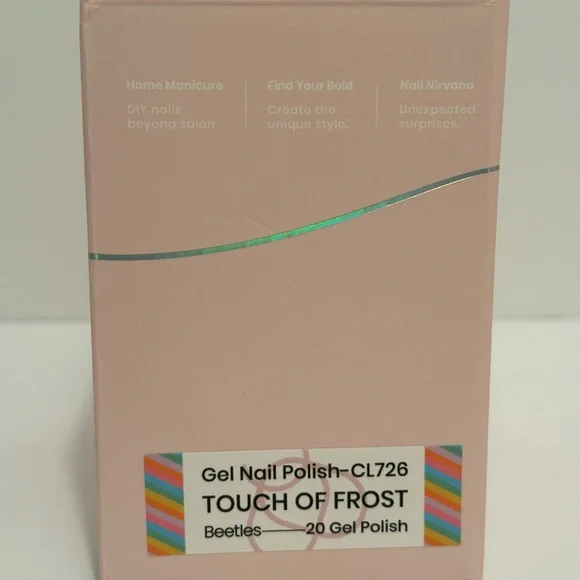 Home Manicure
DIY nails
beyond salon.
Find Your Bold
Create the
unique style.
Nail Nirvana
Unexpected
surprises.
Gel Nail Polish-CL726
TOUCH OF FROST
Beetles——20 Gel Polish